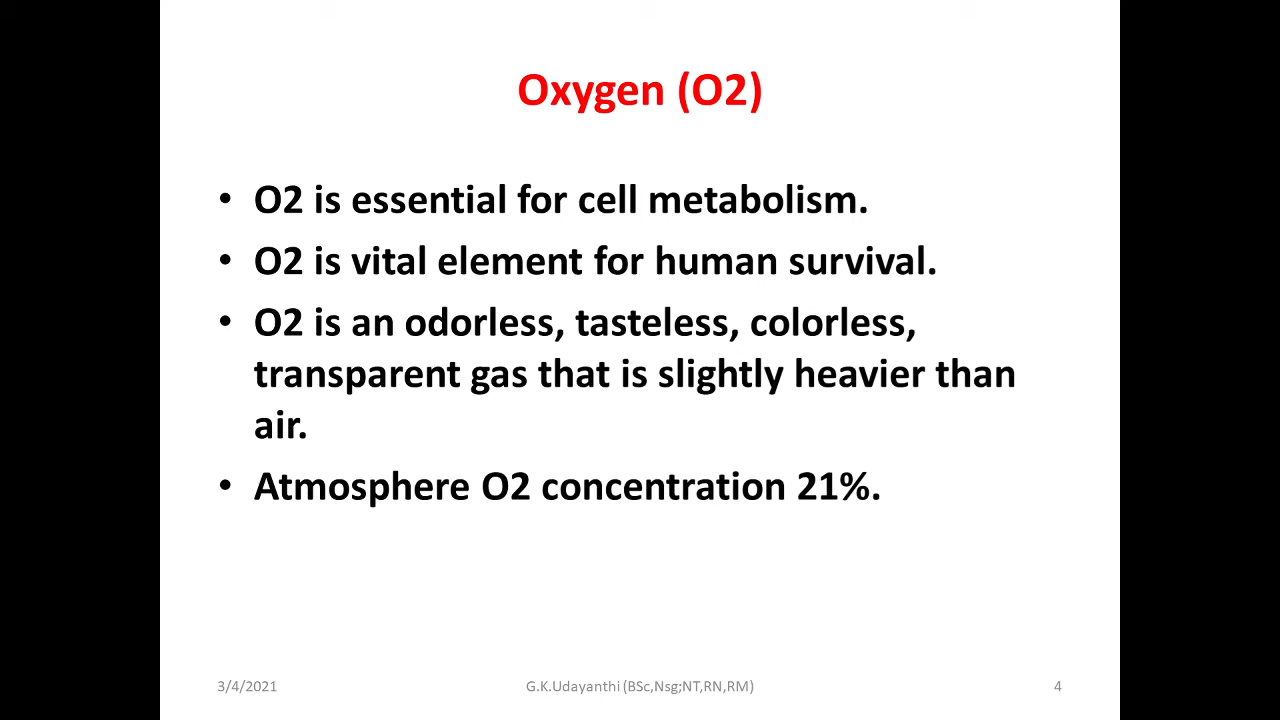 Oxygen (O2)
• O2 is essential for cell metabolism.
• O2 is vital element for human survival.
• O2 is an odorless, tasteless, colorless,
transparent gas that is slightly heavier than
air.
• Atmosphere O2 concentration 21%.
3/4/2021
G.K.Udayanthi (BSc,Nsg;NT,RN,RM)
4